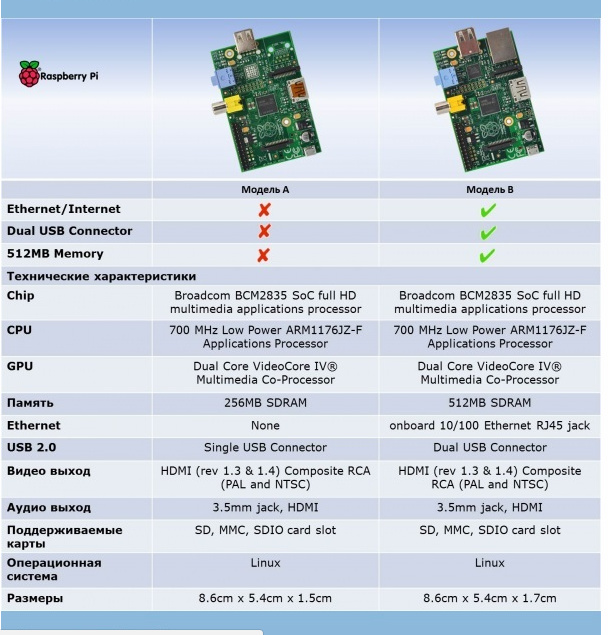 Raspberry Pi
Модель A
Модель B
Ethernet/Internet
Dual USB Connector
512MB Memory
Технические характеристики
Chip
Broadcom BCM2835 SoC full HD
multimedia applications processor
Broadcom BCM2835 SoC full HD
multimedia applications processor
CPU
700 MHz Low Power ARM1176JZ-F
Applications Processor
700 MHz Low Power ARM1176JZ-F
Applications Processor
GPU
Dual Core VideoCore IV®
Multimedia Co-Processor
Dual Core VideoCore IV®
Multimedia Co-Processor
Память
256MB SDRAM
512MB SDRAM
Ethernet
None
onboard 10/100 Ethernet RJ45 jack
USB 2.0
Single USB Connector
Dual USB Connector
Видео выход
HDMI (rev 1.3 & 1.4) Composite RCA
(PAL and NTSC)
HDMI (rev 1.3 & 1.4) Composite
RCA (PAL and NTSC)
Аудио выход
3.5mm jack, HDMI
3.5mm jack, HDMI
Поддерживаемые
карты
SD, MMC, SDIO card slot
SD, MMC, SDIO card slot
Операционная
система
Linux
Linux
Размеры
8.6cm x 5.4cm x 1.5cm
8.6cm x 5.4cm x 1.7cm